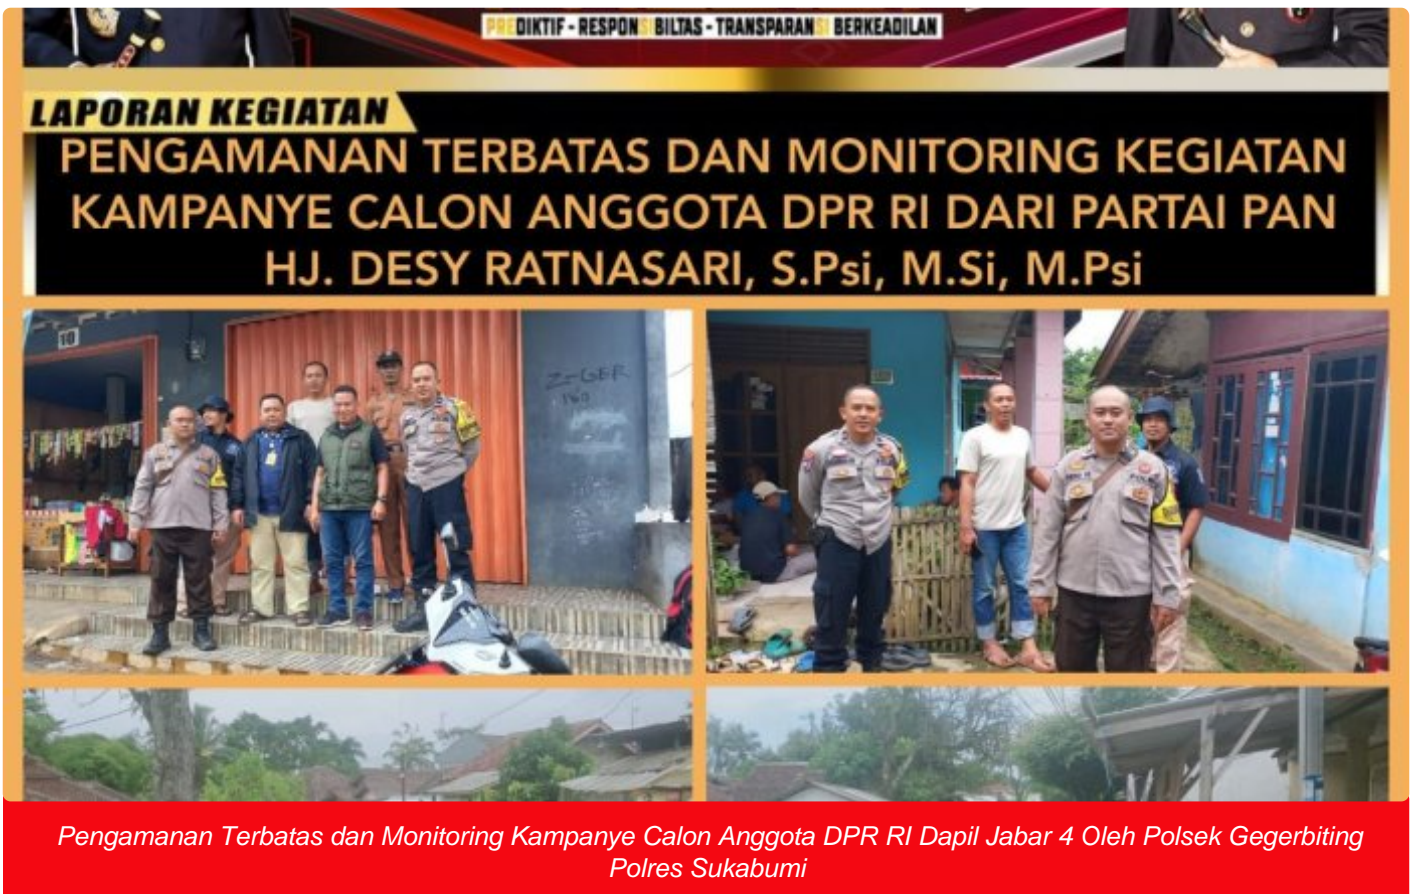 PREDIKTIF - RESPONSIBILTAS - TRANSPARANSI BERKEADILAN
LAPORAN KEGIATAN
PENGAMANAN TERBATAS DAN MONITORING KEGIATAN
KAMPANYE CALON ANGGOTA DPR RI DARI PARTAI PAN
HJ. DESY RATNASARI, S.Psi, M.Si, M.Psi
10
Z-GER
POLISI
Pengamanan Terbatas dan Monitoring Kampanye Calon Anggota DPR RI Dapil Jabar 4 Oleh Polsek Gegerbiting
Polres Sukabumi